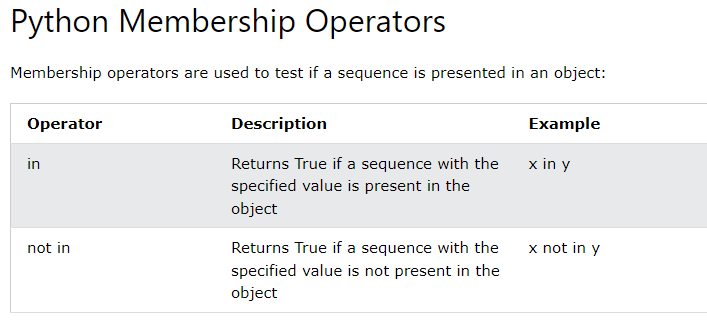 Python Membership Operators
Membership operators are used to test if a sequence is presented in an object:
Operator Description Example
in Returns True if a sequence with the x in y
specified value is present in the
object
not in Returns True if a sequence with the x not in y
specified value is not present in the
object